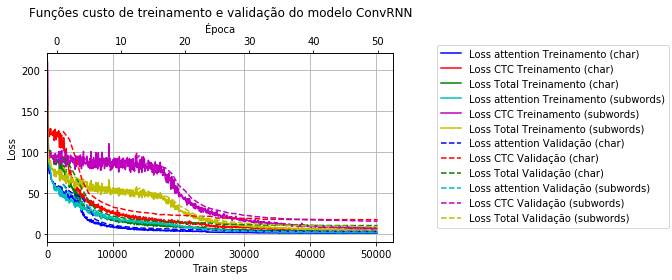 Funções custo de treinamento e validação do modelo ConvRNN
Época
0 10 20 30 40 50
200
150
100
50
0
Loss
0 10000 20000 30000 40000 50000
Train steps
Loss attention Treinamento (char)
Loss CTC Treinamento (char)
Loss Total Treinamento (char)
Loss attention Treinamento (subwords)
Loss CTC Treinamento (subwords)
Loss Total Treinamento (subwords)
Loss attention Validação (char)
Loss CTC Validação (char)
Loss Total Validação (char)
Loss attention Validação (subwords)
Loss CTC Validação (subwords)
Loss Total Validação (subwords)